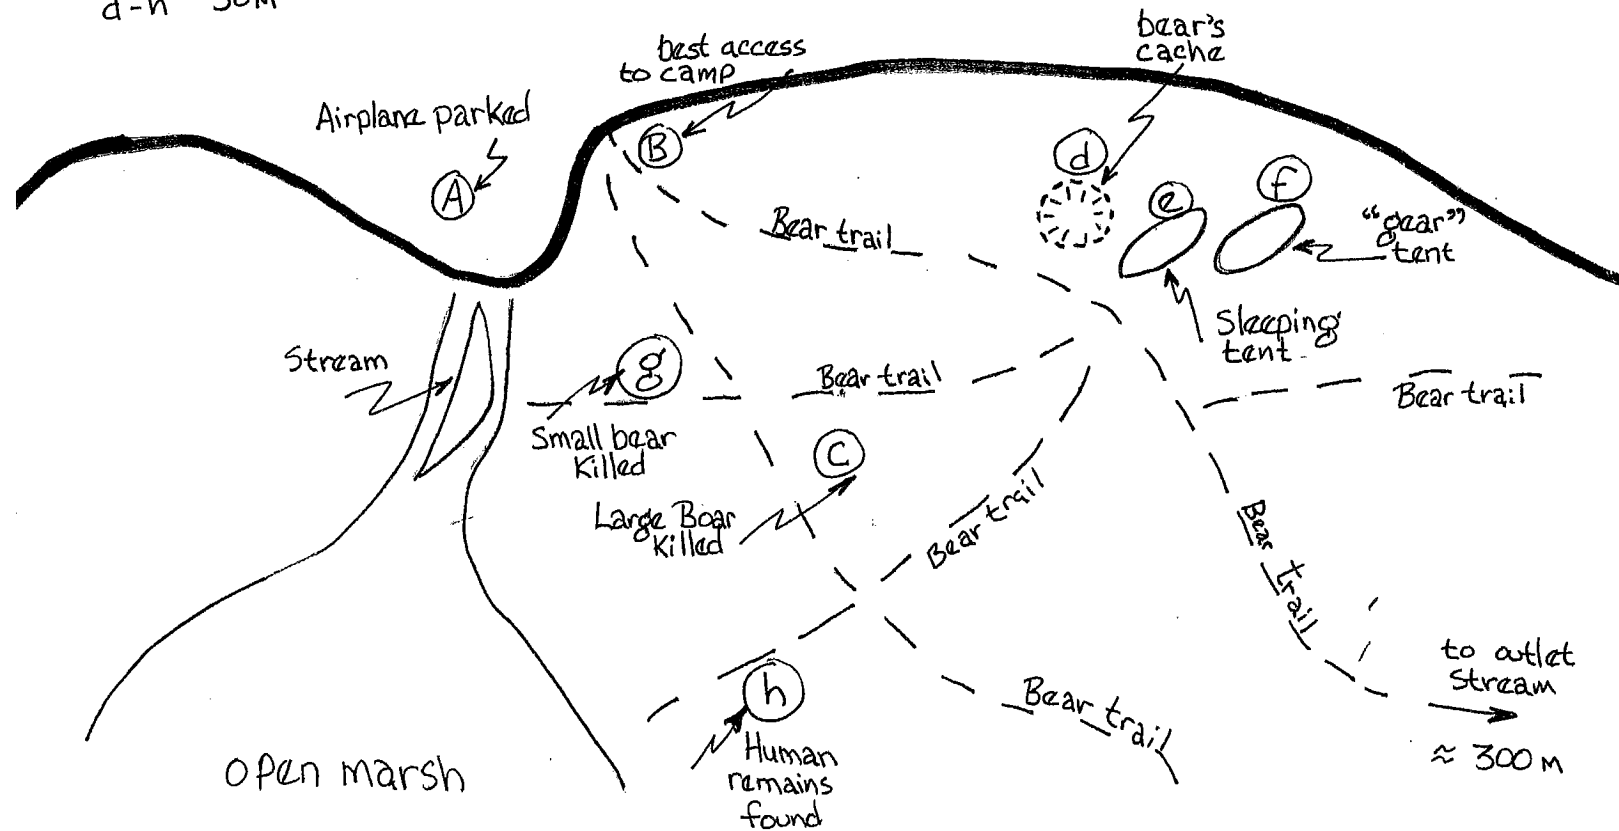 d-h 50M
best access
to camp
bear's
cache
Airplane parked
A
B
d
e
f
"gear"
tent
Bear trail
Sleeping
tent
Stream
g
Bear trail
Bear trail
Small bear
Killed
C
Large Boar
Killed
Bear trail
Bear trail
to outlet
Stream
≈ 300 M
h
Bear trail
Human
remains
found
open marsh